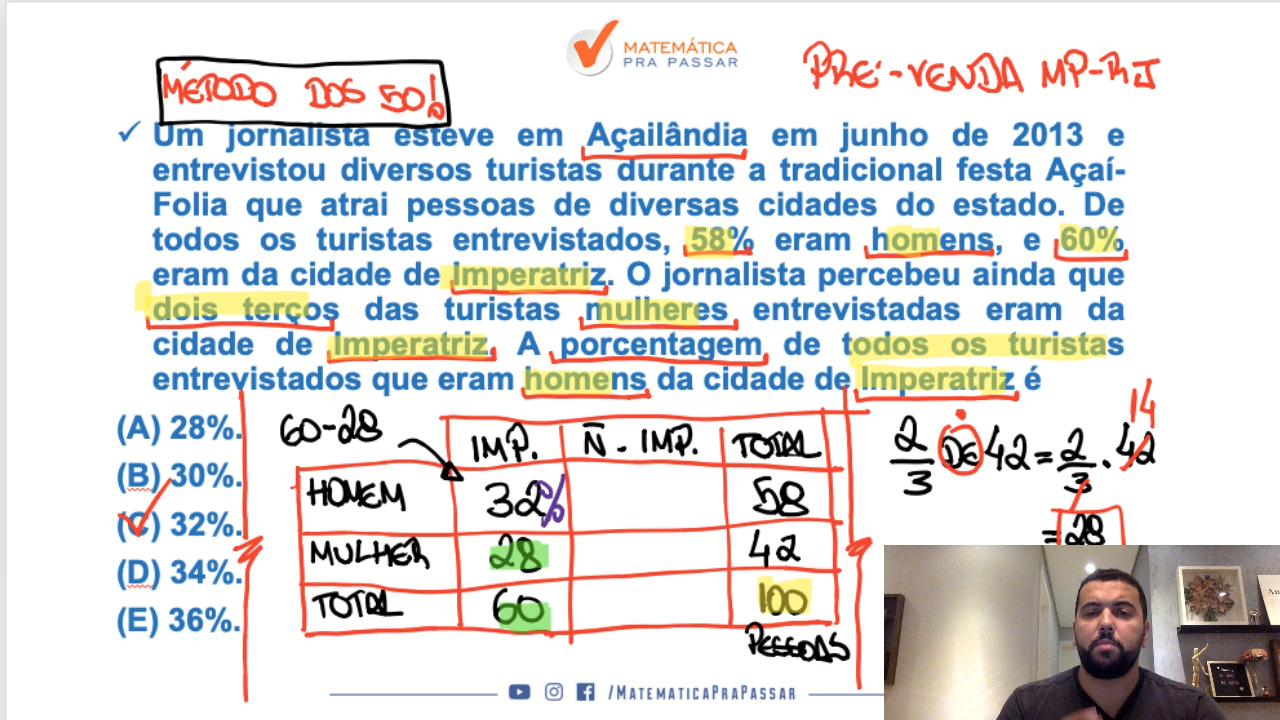 MATEMÁTICA
PRA PASSAR
MÉTODO DOS 50!
PRÉ-VENDA MP-RJ
✓ Um jornalista esteve em Açailândia em junho de 2013 e
entrevistou diversos turistas durante a tradicional festa Açaí-
Folia que atrai pessoas de diversas cidades do estado. De
todos os turistas entrevistados, 58% eram homens, e 60%
eram da cidade de Imperatriz. O jornalista percebeu ainda que
dois terços das turistas mulheres entrevistadas eram da
cidade de Imperatriz. A porcentagem de todos os turistas
entrevistados que eram homens da cidade de Imperatriz é
(A) 28%.
(B) 30%.
(C) 32%.
(D) 34%.
(E) 36%.
60-28
IMP. Ñ-IMP. TOTAL
HOMEM 32% 58
MULHER 28 42
TOTAL 60 100
PESSOAS
14
2/3 DE 42 = 2/3 . 42
= 28
/MATEMATICAPRAPASSAR